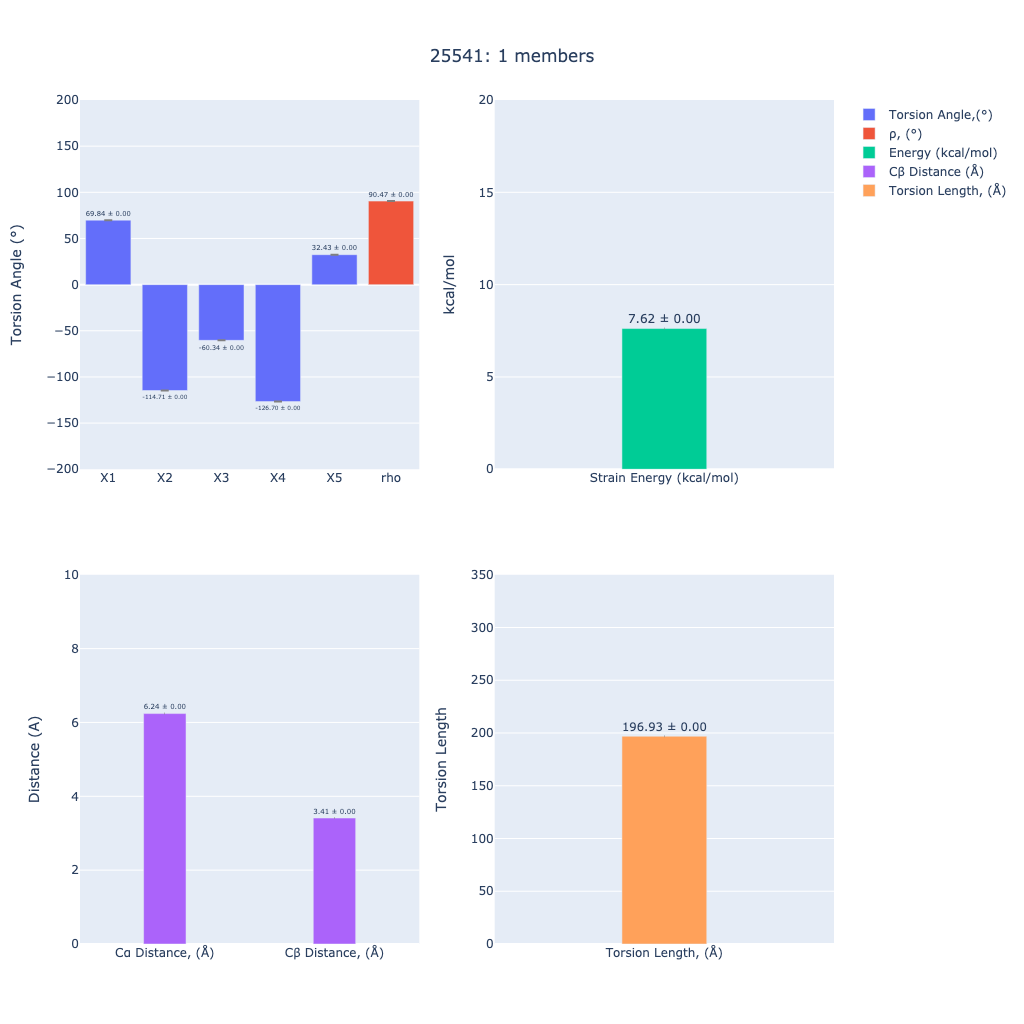 25541: 1 members
Torsion Angle (°)
200
150
100
50
0
−50
−100
−150
−200
69.84 ± 0.00
-114.71 ± 0.00
-60.34 ± 0.00
-126.70 ± 0.00
32.43 ± 0.00
90.47 ± 0.00
X1 X2 X3 X4 X5 rho
kcal/mol
20
15
10
5
0
7.62 ± 0.00
Strain Energy (kcal/mol)
Torsion Angle,(°)
ρ, (°)
Energy (kcal/mol)
Cβ Distance (Å)
Torsion Length, (Å)
Distance (A)
10
8
6
4
2
0
6.24 ± 0.00
3.41 ± 0.00
Cα Distance, (Å) Cβ Distance, (Å)
Torsion Length
350
300
250
200
150
100
50
0
196.93 ± 0.00
Torsion Length, (Å)